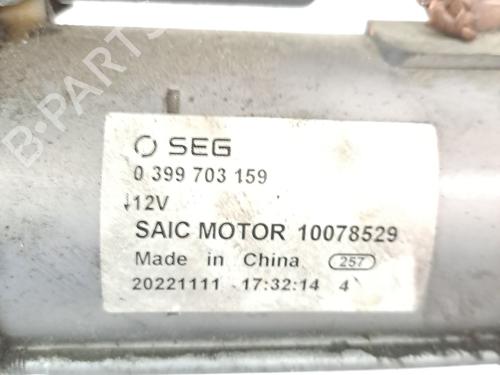 B-PARTS
SEG
0 399 703 159
↓12V
SAIC MOTOR 10078529
Made in China 257
20221111 - 17:32:14 4